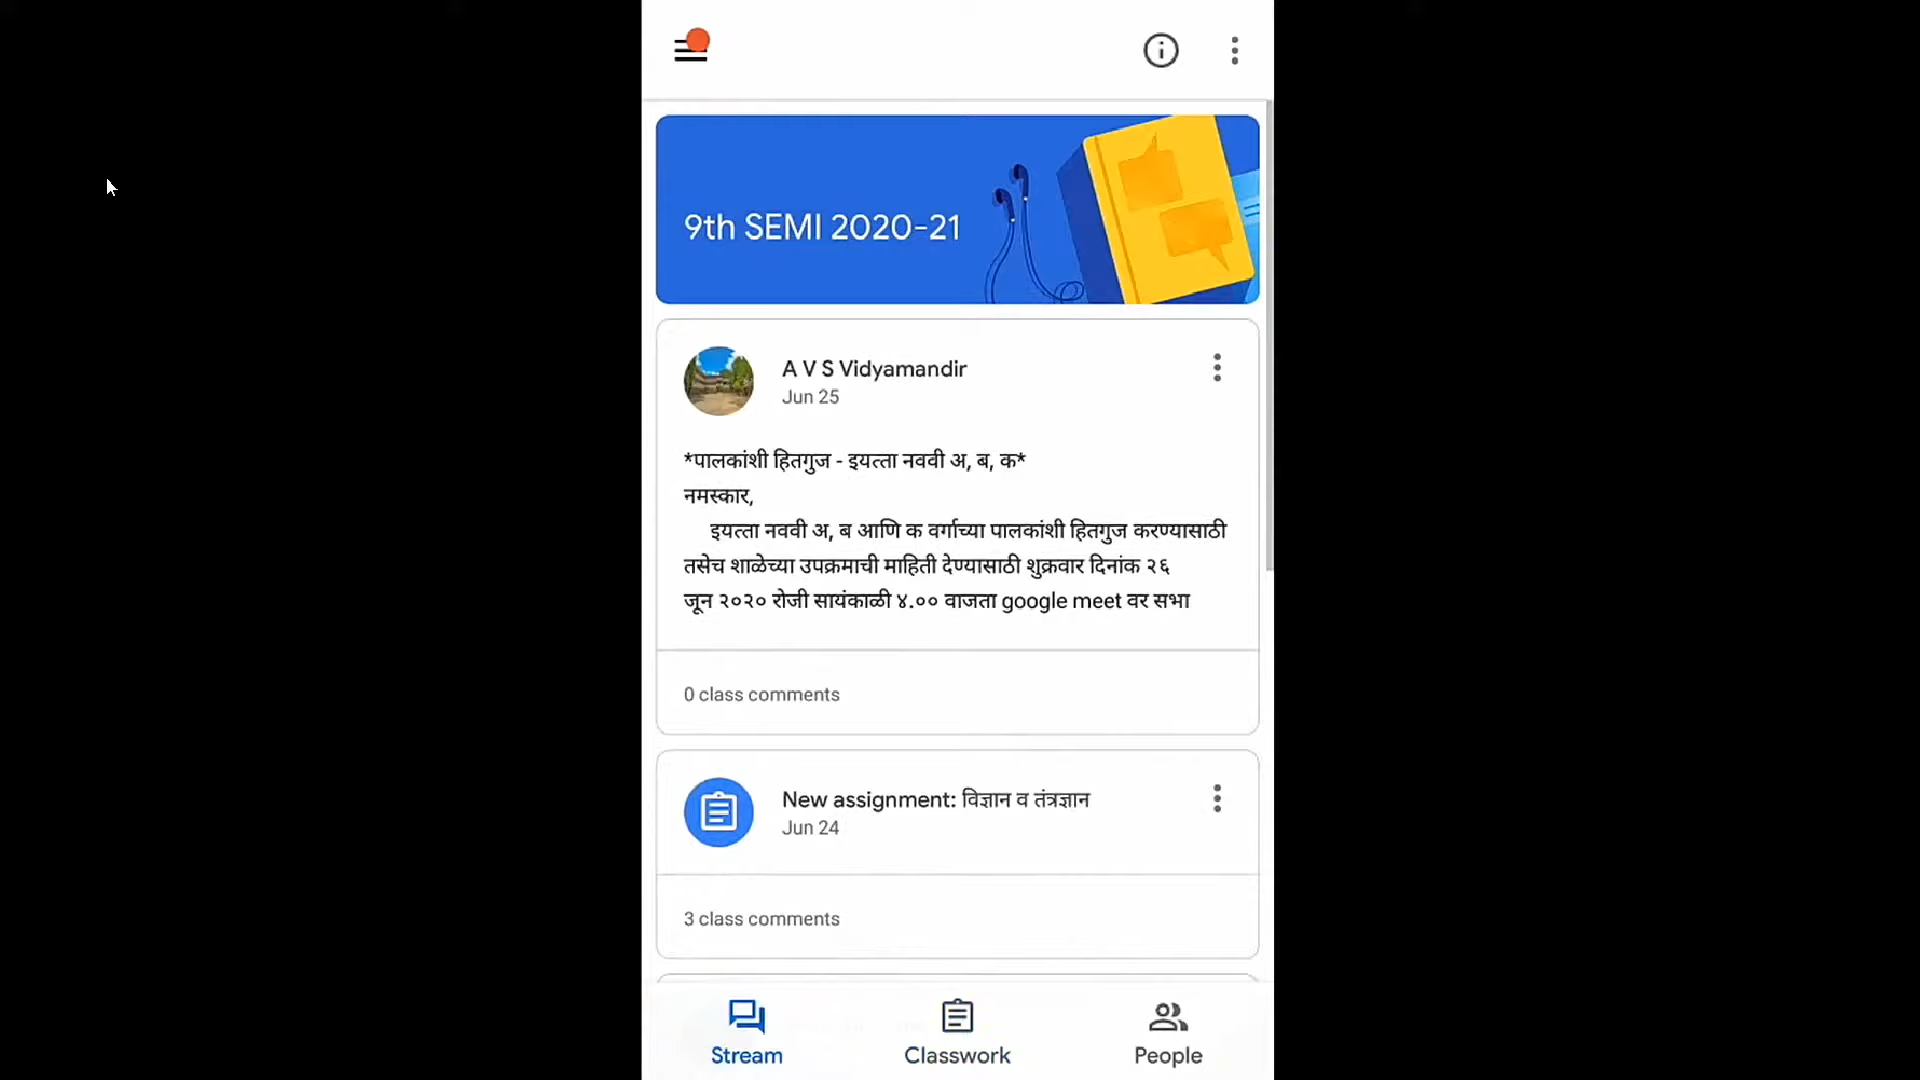 9th SEMI 2020-21
A V S Vidyamandir
Jun 25
*पालकांशी हितगुज - इयत्ता नववी अ, ब, क*
नमस्कार,
इयत्ता नववी अ, ब आणि क वर्गाच्या पालकांशी हितगुज करण्यासाठी
तसेच शाळेच्या उपक्रमाची माहिती देण्यासाठी शुक्रवार दिनांक २६
जून २०२० रोजी सायंकाळी ४.०० वाजता google meet वर सभा
0 class comments
New assignment: विज्ञान व तंत्रज्ञान
Jun 24
3 class comments
Stream
Classwork
People